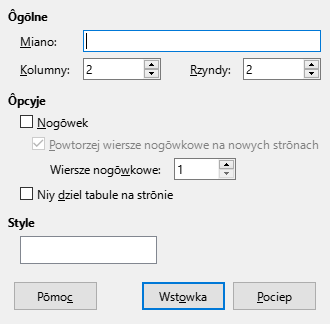 Ôgōlne
Miano:
Kolumny: 2 Rzyndy: 2
Ôpcyje
Nogōwek
Powtorzej wiersze nogōwkowe na nowych strōnach
Wiersze nogōwkowe: 1
Niy dziel tabule na strōnie
Style
Pōmoc Wstowka Pociep